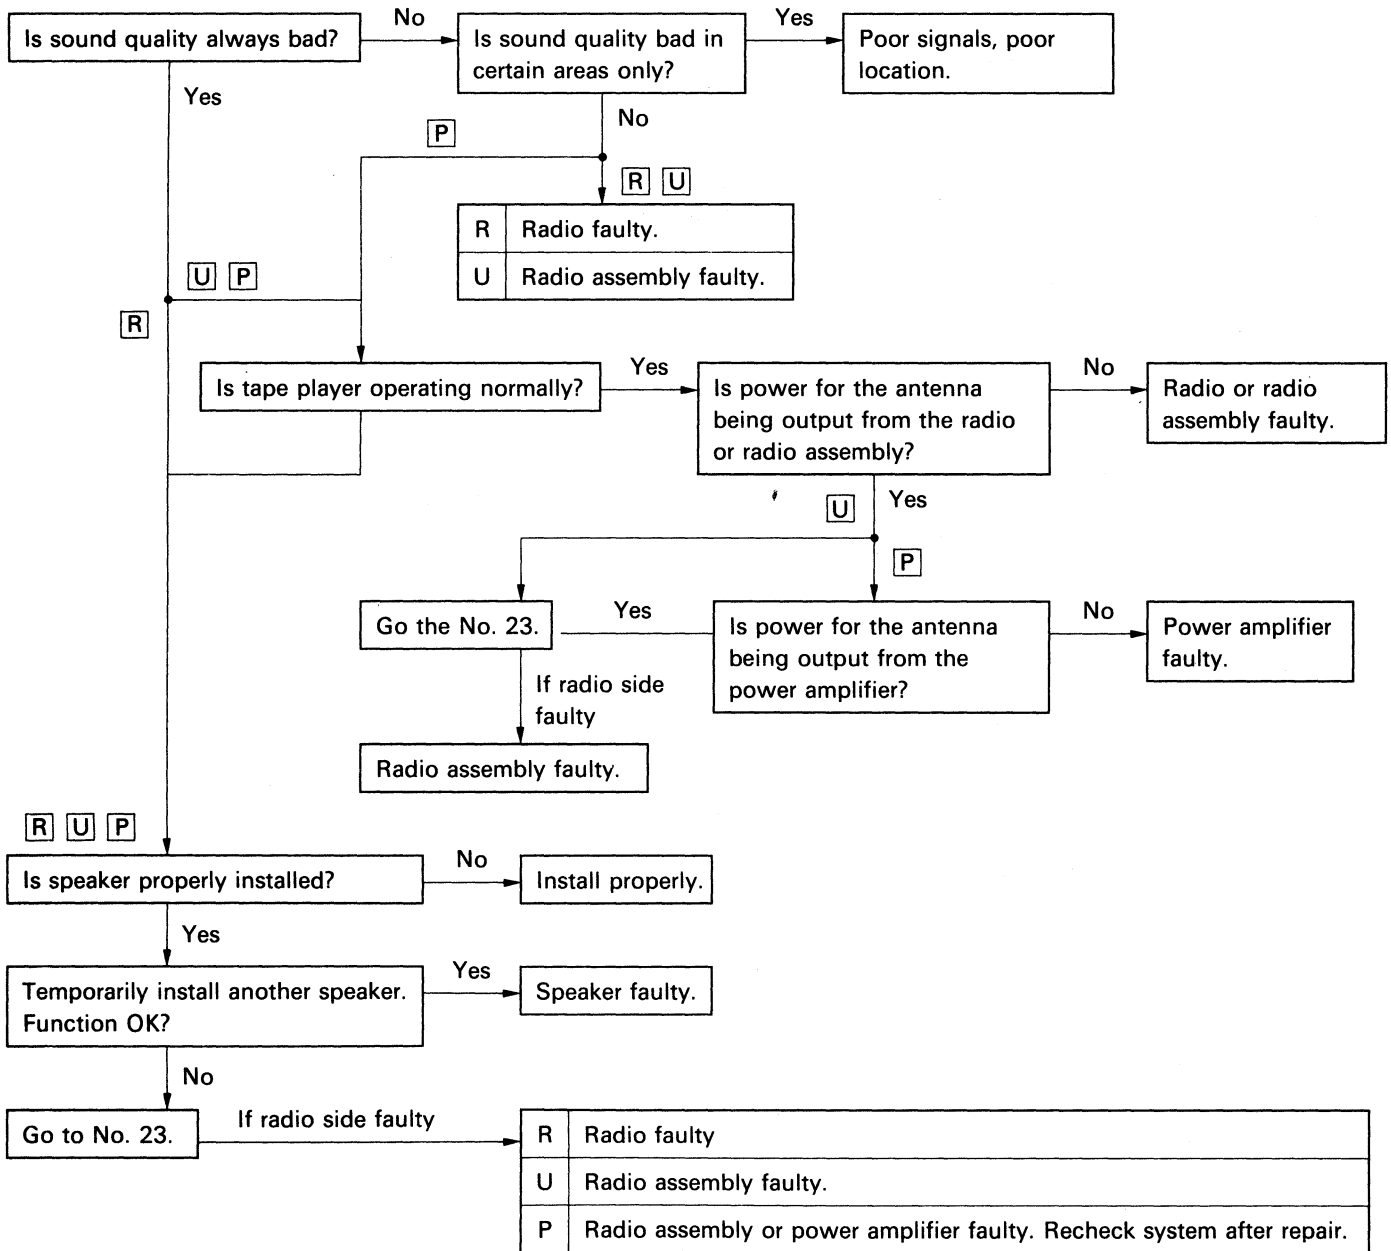 No
Yes
Is sound quality always bad?
Is sound quality bad in
certain areas only?
Poor signals, poor
location.
Yes
No
P
R U
R Radio faulty.
U Radio assembly faulty.
U P
R
Is tape player operating normally?
Yes
Is power for the antenna
being output from the radio
or radio assembly?
No
Radio or radio
assembly faulty.
U
Yes
P
Go the No. 23.
Yes
Is power for the antenna
being output from the
power amplifier?
No
Power amplifier
faulty.
If radio side
faulty
Radio assembly faulty.
R U P
Is speaker properly installed?
No
Install properly.
Yes
Temporarily install another speaker.
Function OK?
Yes
Speaker faulty.
No
Go to No. 23.
If radio side faulty
R Radio faulty
U Radio assembly faulty.
P Radio assembly or power amplifier faulty. Recheck system after repair.